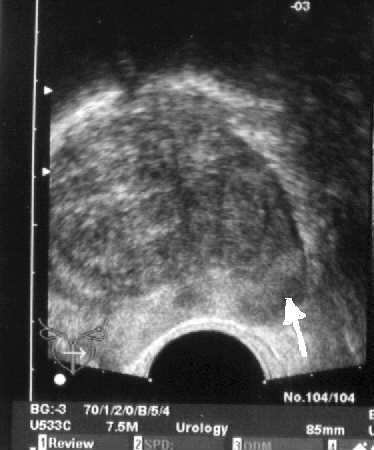 -03
No.104/104
BG:-3 70/1/2/0/B/5/4
U533C 7.5M Urology 85mm
1 Review 2 SPD: 3 ODM 4